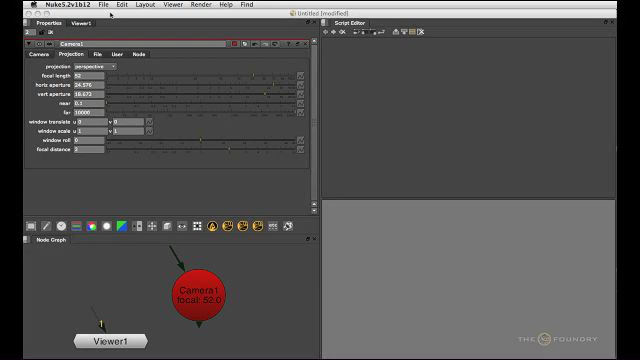 Nuke5.2v1b12 File Edit Layout Viewer Render Help
Untitled [modified]
Properties Viewer1
Script Editor
2
Camera1
Camera Projection File User Node
projection perspective
focal length 52
horiz aperture 24.576
vert aperture 18.672
near 0.1
far 10000
window translate u 0 v 0
window scale u 1 v 1
window roll 0
focal distance 2
Node Graph
Camera1
focal: 52.0
1
Viewer1
THE FOUNDRY